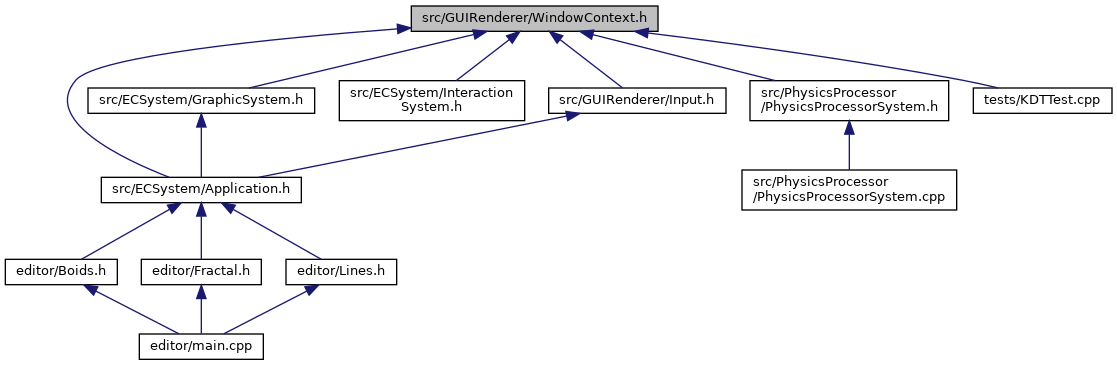 src/GUIRenderer/WindowContext.h
src/ECSystem/GraphicSystem.h
src/ECSystem/Interaction
System.h
src/GUIRenderer/Input.h
src/PhysicsProcessor
/PhysicsProcessorSystem.h
tests/KDTTest.cpp
src/ECSystem/Application.h
src/PhysicsProcessor
/PhysicsProcessorSystem.cpp
editor/Boids.h
editor/Fractal.h
editor/Lines.h
editor/main.cpp